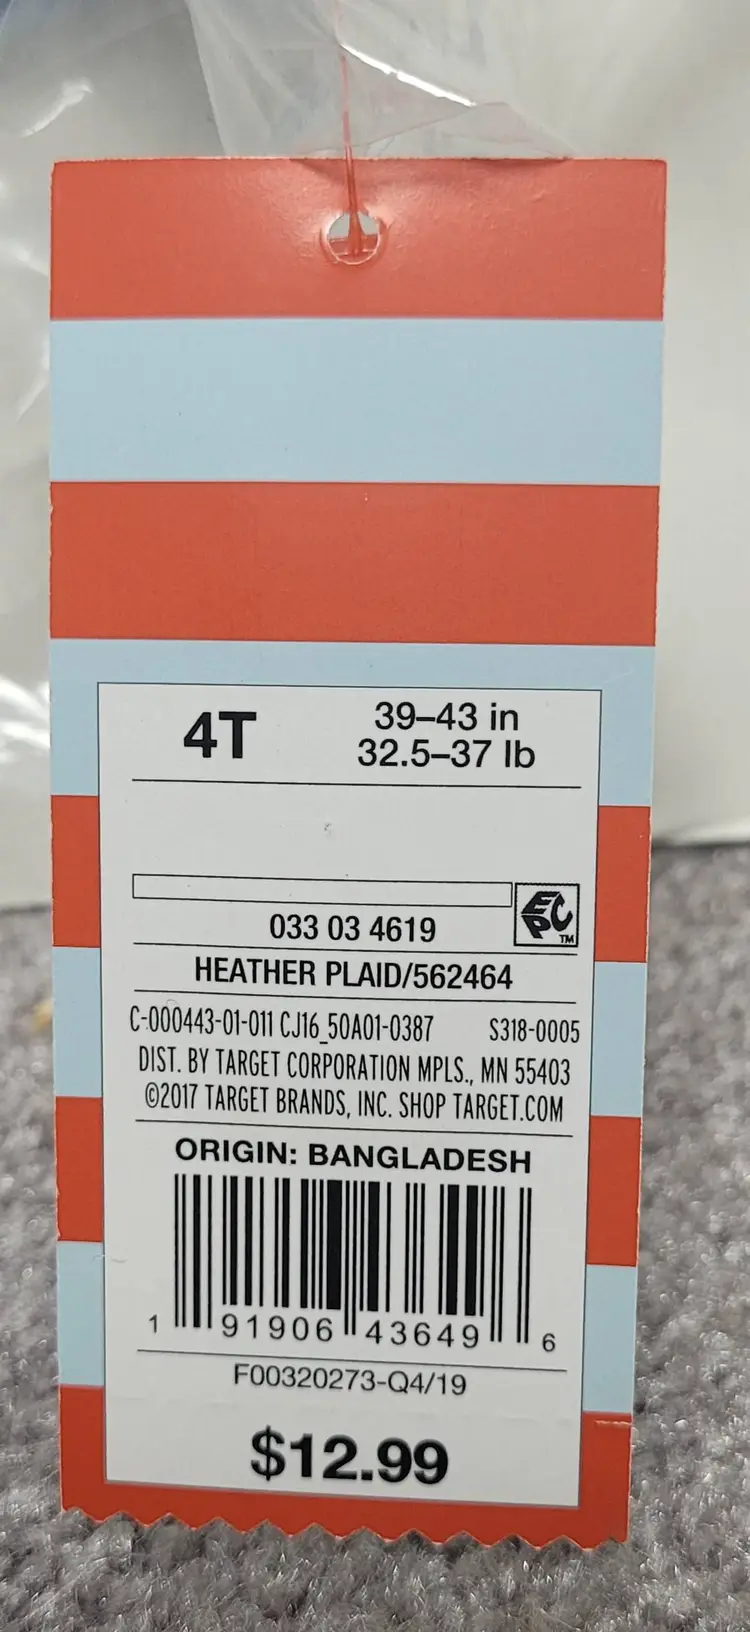 4T
39–43 in
32.5–37 lb
EPC
TM
033 03 4619
HEATHER PLAID/562464
C-000443-01-011 CJ16_50A01-0387 S318-0005
DIST. BY TARGET CORPORATION MPLS., MN 55403
©2017 TARGET BRANDS, INC. SHOP TARGET.COM
ORIGIN: BANGLADESH
1 91906 43649 6
F00320273-Q4/19
$12.99